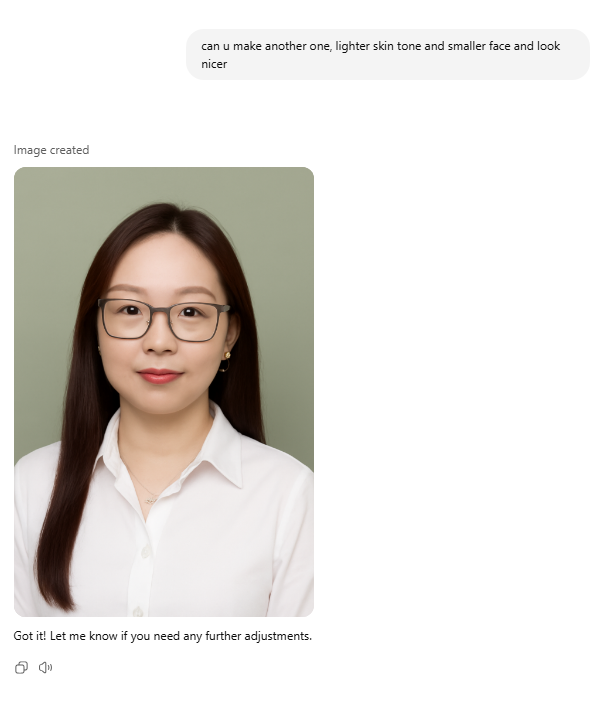 can u make another one, lighter skin tone and smaller face and look
nicer
Image created
Got it! Let me know if you need any further adjustments.